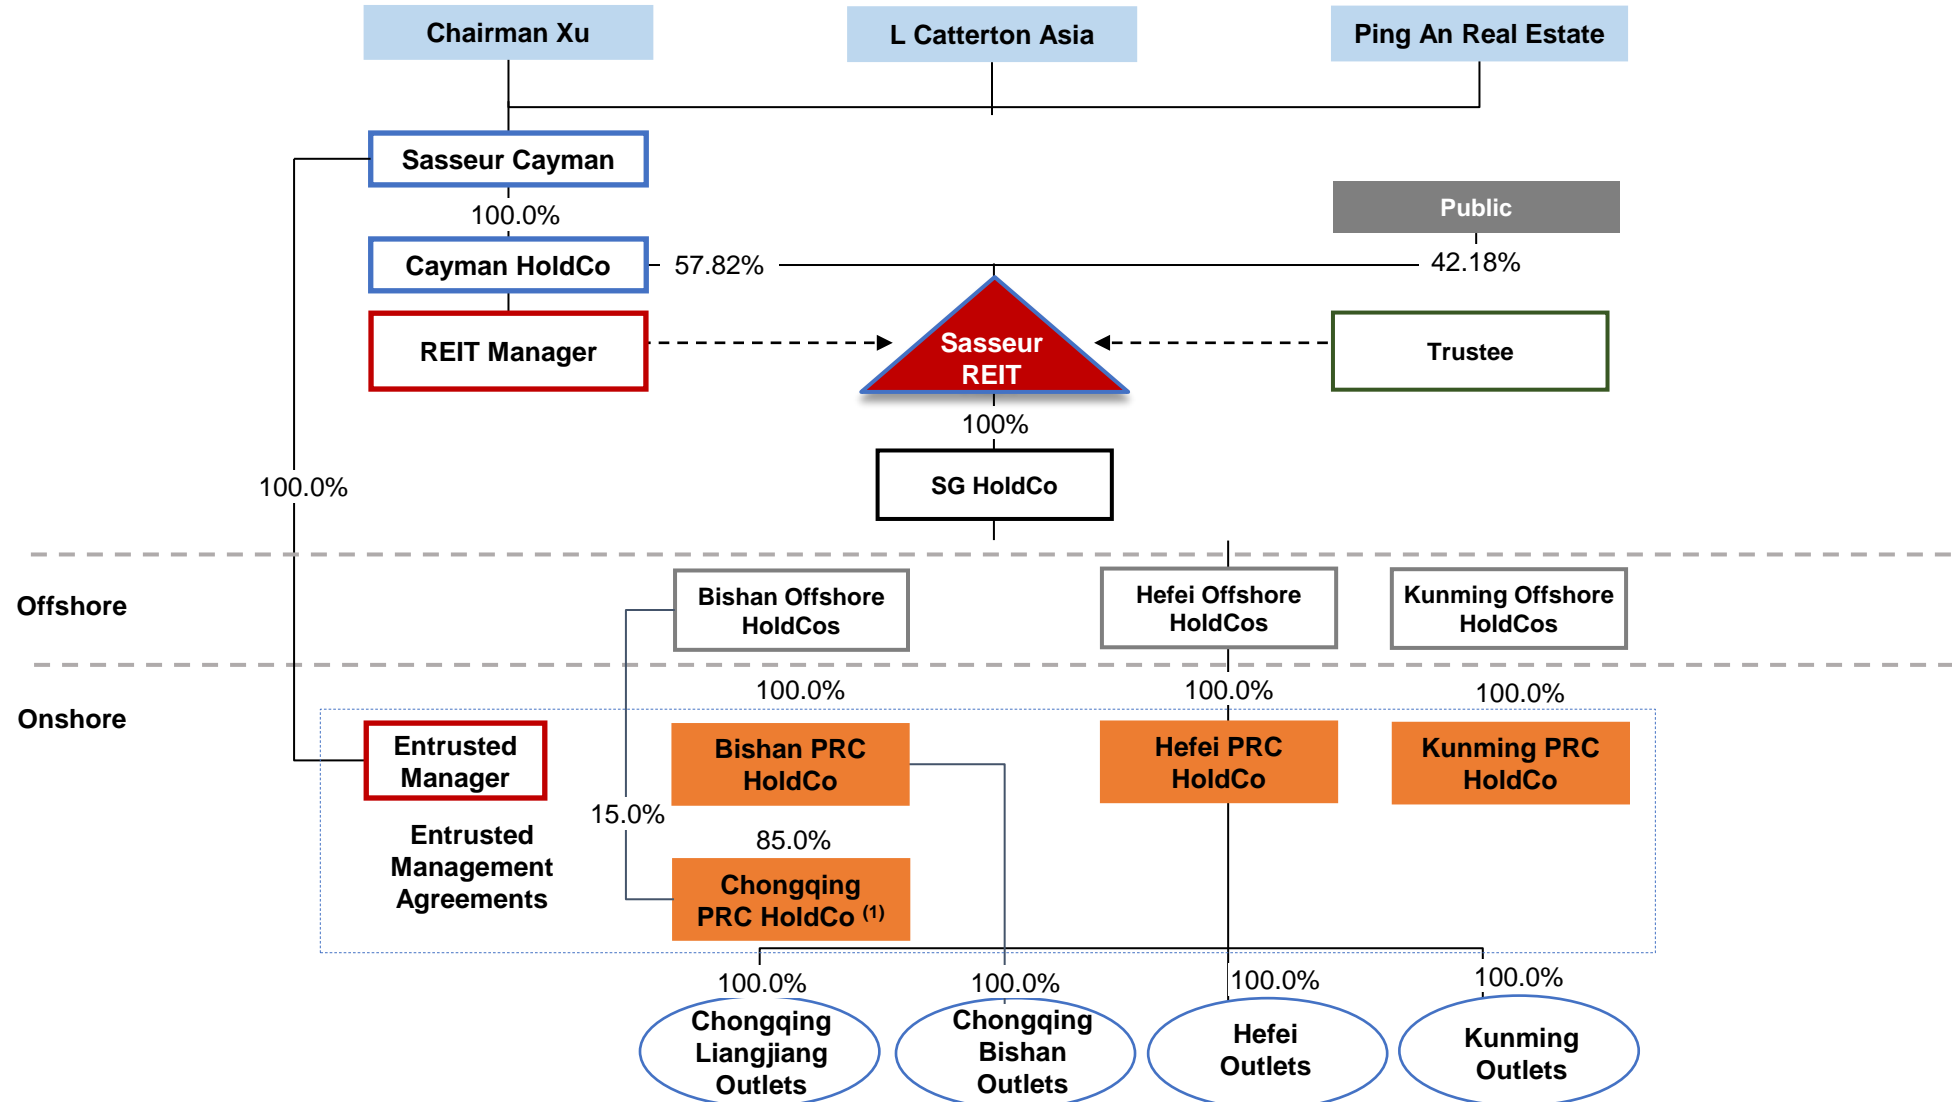 Chairman Xu
L Catterton Asia
Ping An Real Estate
Sasseur Cayman
100.0%
Public
Cayman HoldCo
57.82%
42.18%
REIT Manager
Sasseur
REIT
Trustee
100%
SG HoldCo
100.0%
Offshore
Bishan Offshore
HoldCos
Hefei Offshore
HoldCos
Kunming Offshore
HoldCos
100.0%
100.0%
100.0%
Onshore
Entrusted
Manager
Bishan PRC
HoldCo
Hefei PRC
HoldCo
Kunming PRC
HoldCo
15.0%
85.0%
Entrusted
Management
Agreements
Chongqing
PRC HoldCo (1)
100.0%
100.0%
100.0%
100.0%
Chongqing
Liangjiang
Outlets
Chongqing
Bishan
Outlets
Hefei
Outlets
Kunming
Outlets